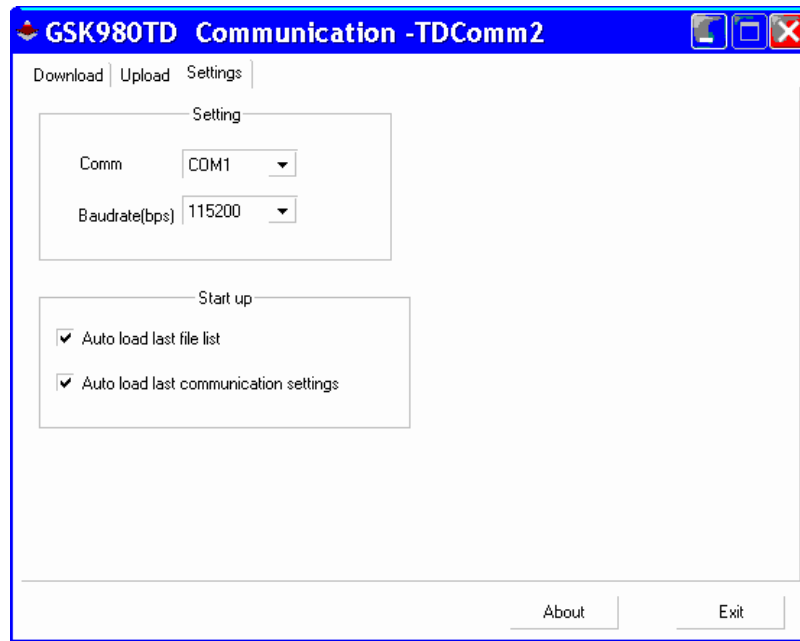 GSK980TD Communication -TDComm2
Download Upload Settings
Setting
Comm COM1
Baudrate(bps) 115200
Start up
Auto load last file list
Auto load last communication settings
About Exit